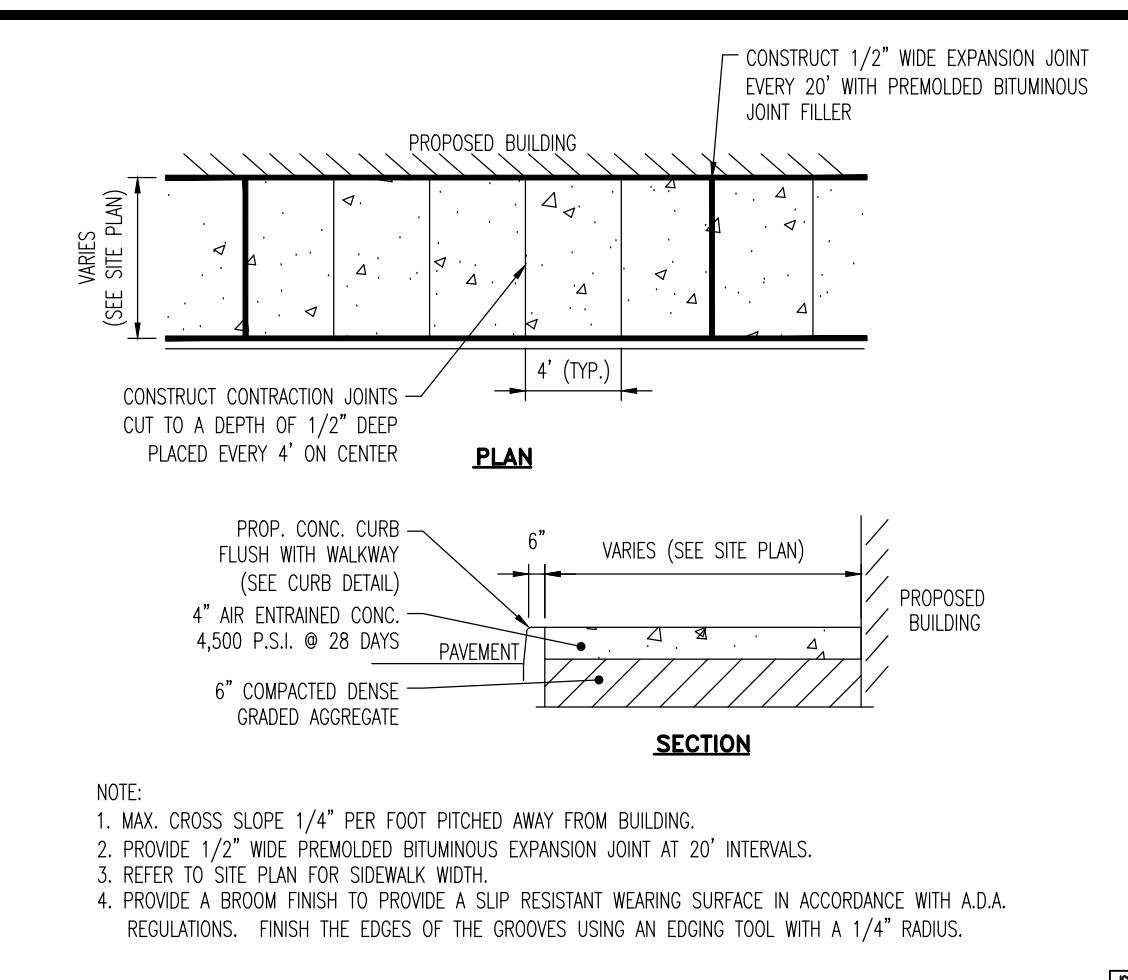 CONSTRUCT 1/2" WIDE EXPANSION JOINT
EVERY 20' WITH PREMOLDED BITUMINOUS
JOINT FILLER
PROPOSED BUILDING
VARIES
(SEE SITE PLAN)
4' (TYP.)
CONSTRUCT CONTRACTION JOINTS
CUT TO A DEPTH OF 1/2" DEEP
PLACED EVERY 4' ON CENTER
PLAN
PROP. CONC. CURB
FLUSH WITH WALKWAY
(SEE CURB DETAIL)
6"
VARIES (SEE SITE PLAN)
PROPOSED
BUILDING
4" AIR ENTRAINED CONC.
4,500 P.S.I. @ 28 DAYS
PAVEMENT
6" COMPACTED DENSE
GRADED AGGREGATE
SECTION
NOTE:
1. MAX. CROSS SLOPE 1/4" PER FOOT PITCHED AWAY FROM BUILDING.
2. PROVIDE 1/2" WIDE PREMOLDED BITUMINOUS EXPANSION JOINT AT 20' INTERVALS.
3. REFER TO SITE PLAN FOR SIDEWALK WIDTH.
4. PROVIDE A BROOM FINISH TO PROVIDE A SLIP RESISTANT WEARING SURFACE IN ACCORDANCE WITH A.D.A.
REGULATIONS. FINISH THE EDGES OF THE GROOVES USING AN EDGING TOOL WITH A 1/4" RADIUS.